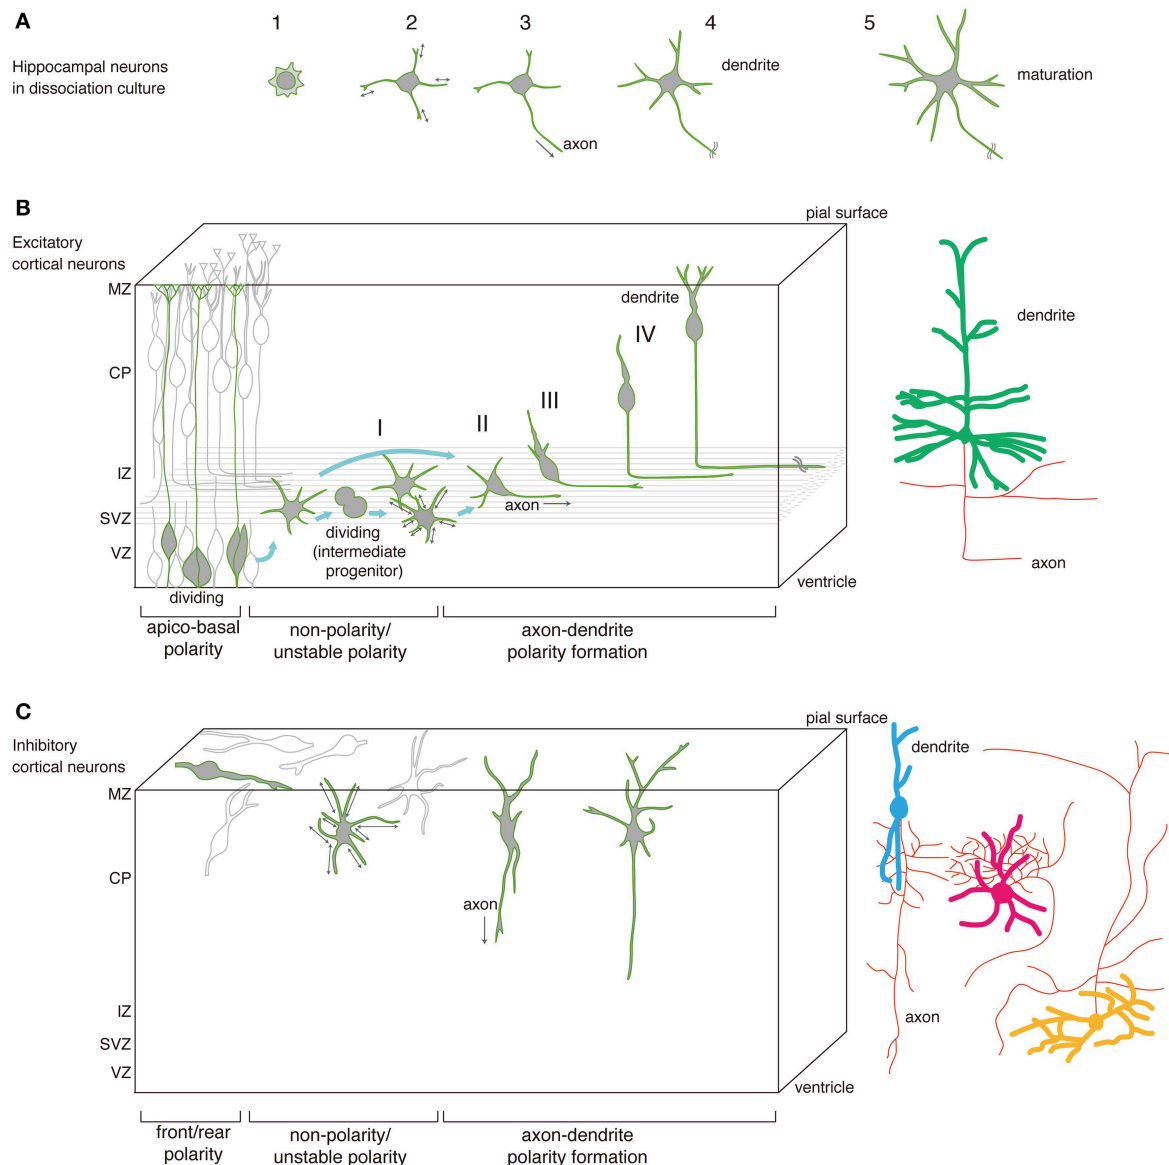 A
1 2 3 4 5
Hippocampal neurons
in dissociation culture
dendrite
maturation
axon
B
pial surface
Excitatory
cortical neurons
MZ
dendrite
dendrite
IV
CP
III
I
II
IZ
axon
SVZ
dividing
(intermediate
progenitor)
VZ
axon
ventricle
dividing
apico-basal
polarity
non-polarity/
unstable polarity
axon-dendrite
polarity formation
C
pial surface
Inhibitory
cortical neurons
dendrite
MZ
CP
axon
IZ
axon
SVZ
VZ
ventricle
front/rear
polarity
non-polarity/
unstable polarity
axon-dendrite
polarity formation